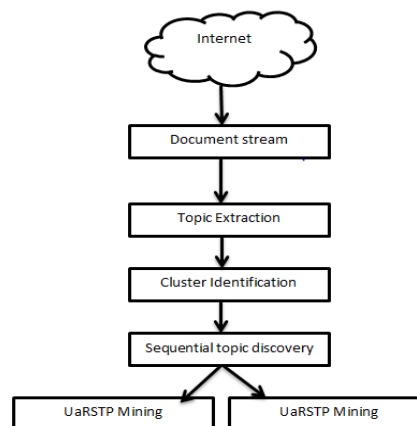 Internet
Document stream
Topic Extraction
Cluster Identification
Sequential topic discovery
UaRSTP Mining
UaRSTP Mining